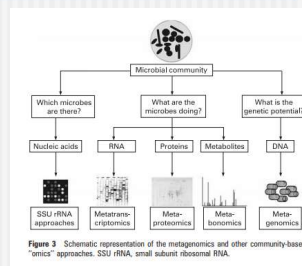 Microbial community
Which microbes
are there?
What are the
microbes doing?
What is the
genetic potential?
Nucleic acids
RNA
Proteins
Metabolites
DNA
SSU rRNA
approaches
Metatrans-
criptomics
Meta-
proteomics
Meta-
bonomics
Meta-
genomics
Figure 3 Schematic representation of the metagenomics and other community-base
"omics" approaches. SSU rRNA, small subunit ribosomal RNA.